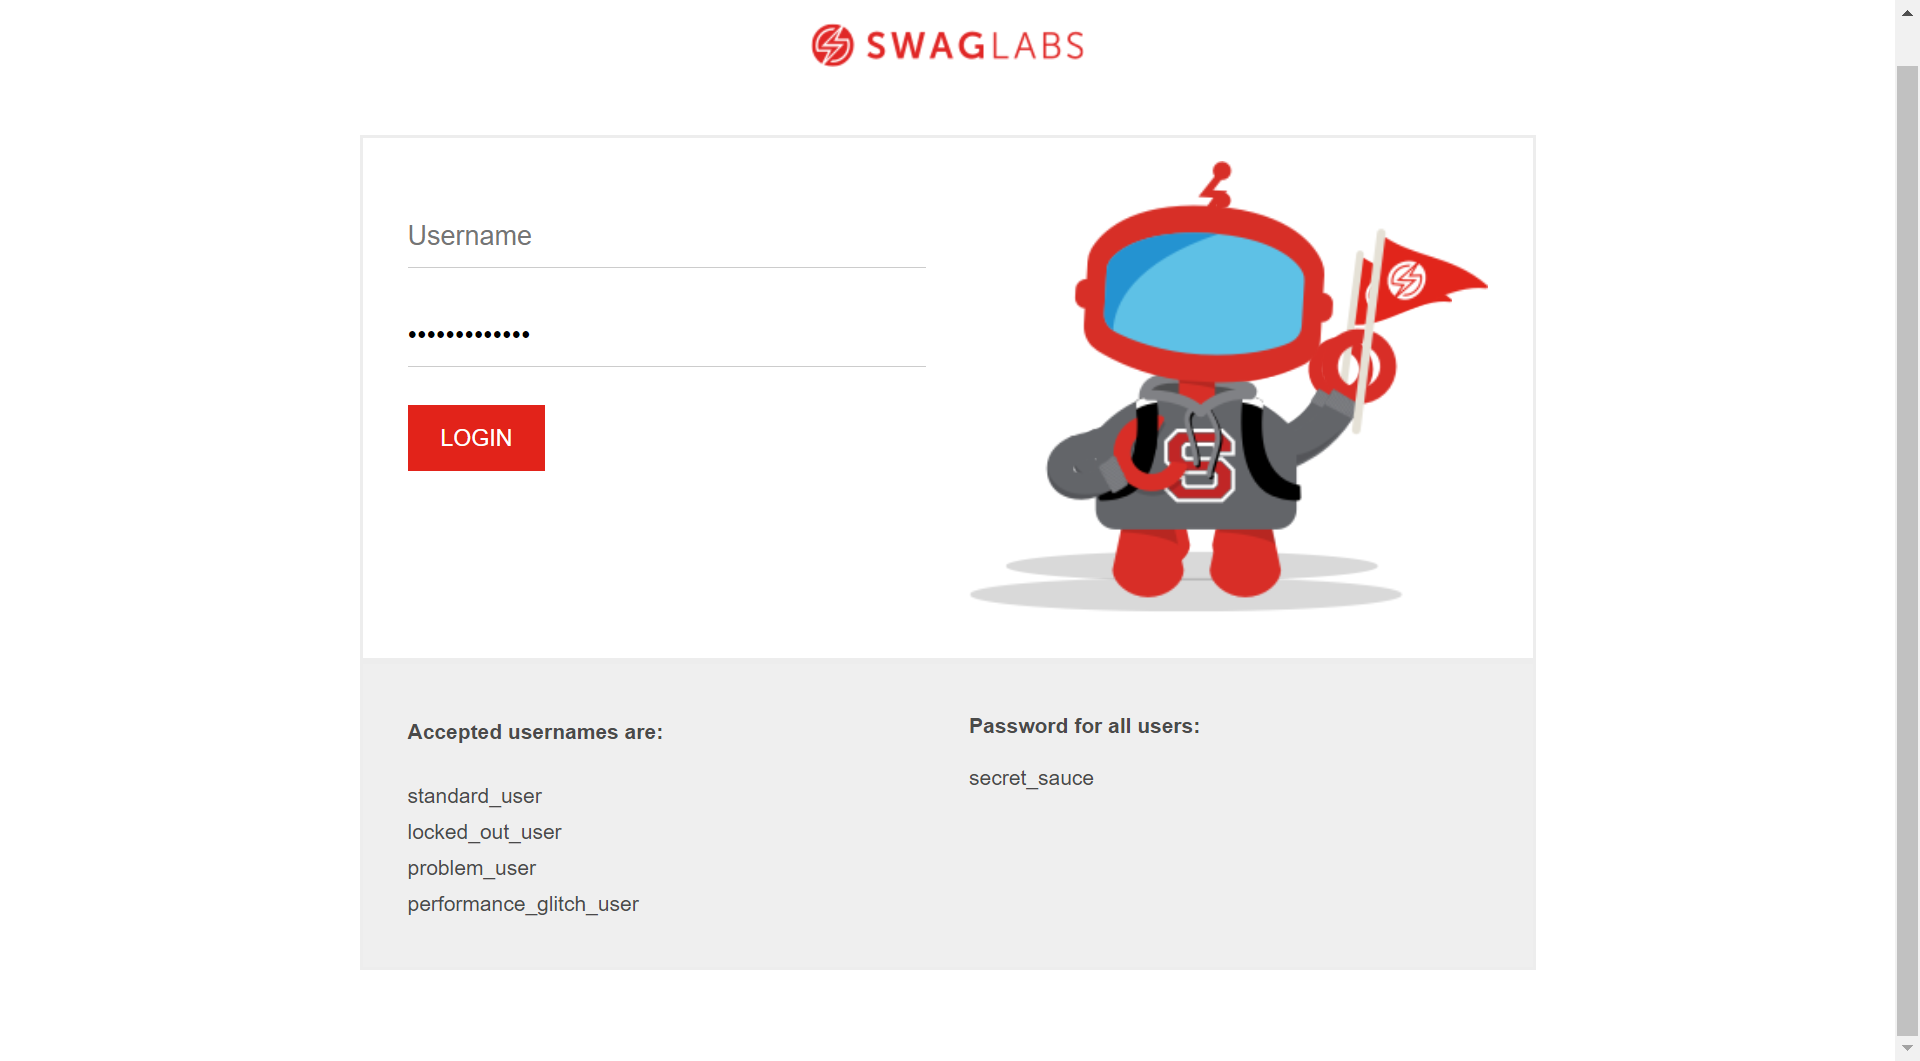 SWAGLABS
Username
•••••••••••••
LOGIN
S
Accepted usernames are:
standard_user
locked_out_user
problem_user
performance_glitch_user
Password for all users:
secret_sauce